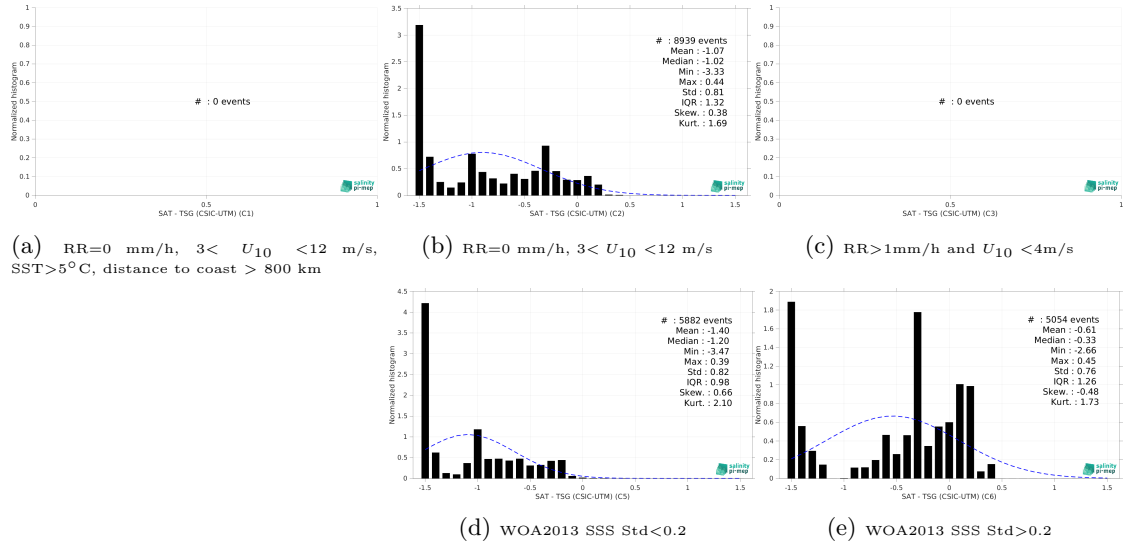 1
0.9
0.8
0.7
0.6
0.5
0.4
0.3
0.2
0.1
0
Normalized histogram
# : 0 events
salinity
pi-mep
0 0.5 1
SAT - TSG (CSIC-UTM) (C1)
3.5
3
2.5
2
1.5
1
0.5
0
Normalized histogram
# : 8939 events
Mean : -1.07
Median : -1.02
Min : -3.33
Max : 0.44
Std : 0.81
IQR : 1.32
Skew. : 0.38
Kurt. : 1.69
salinity
pi-mep
-1.5 -1 -0.5 0 0.5 1 1.5
SAT - TSG (CSIC-UTM) (C2)
1
0.9
0.8
0.7
0.6
0.5
0.4
0.3
0.2
0.1
0
Normalized histogram
# : 0 events
salinity
pi-mep
0 0.5 1
SAT - TSG (CSIC-UTM) (C3)
(a) RR=0 mm/h, 3< U10 <12 m/s,
SST>5°C, distance to coast > 800 km
(b) RR=0 mm/h, 3< U10 <12 m/s
(c) RR>1mm/h and U10 <4m/s
4.5
4
3.5
3
2.5
2
1.5
1
0.5
0
Normalized histogram
# : 5882 events
Mean : -1.40
Median : -1.20
Min : -3.47
Max : 0.39
Std : 0.82
IQR : 0.98
Skew. : 0.66
Kurt. : 2.10
salinity
pi-mep
-1.5 -1 -0.5 0 0.5 1 1.5
SAT - TSG (CSIC-UTM) (C5)
2
1.8
1.6
1.4
1.2
1
0.8
0.6
0.4
0.2
0
Normalized histogram
# : 5054 events
Mean : -0.61
Median : -0.33
Min : -2.66
Max : 0.45
Std : 0.76
IQR : 1.26
Skew. : -0.48
Kurt. : 1.73
salinity
pi-mep
-1.5 -1 -0.5 0 0.5 1 1.5
SAT - TSG (CSIC-UTM) (C6)
(d) WOA2013 SSS Std<0.2
(e) WOA2013 SSS Std>0.2